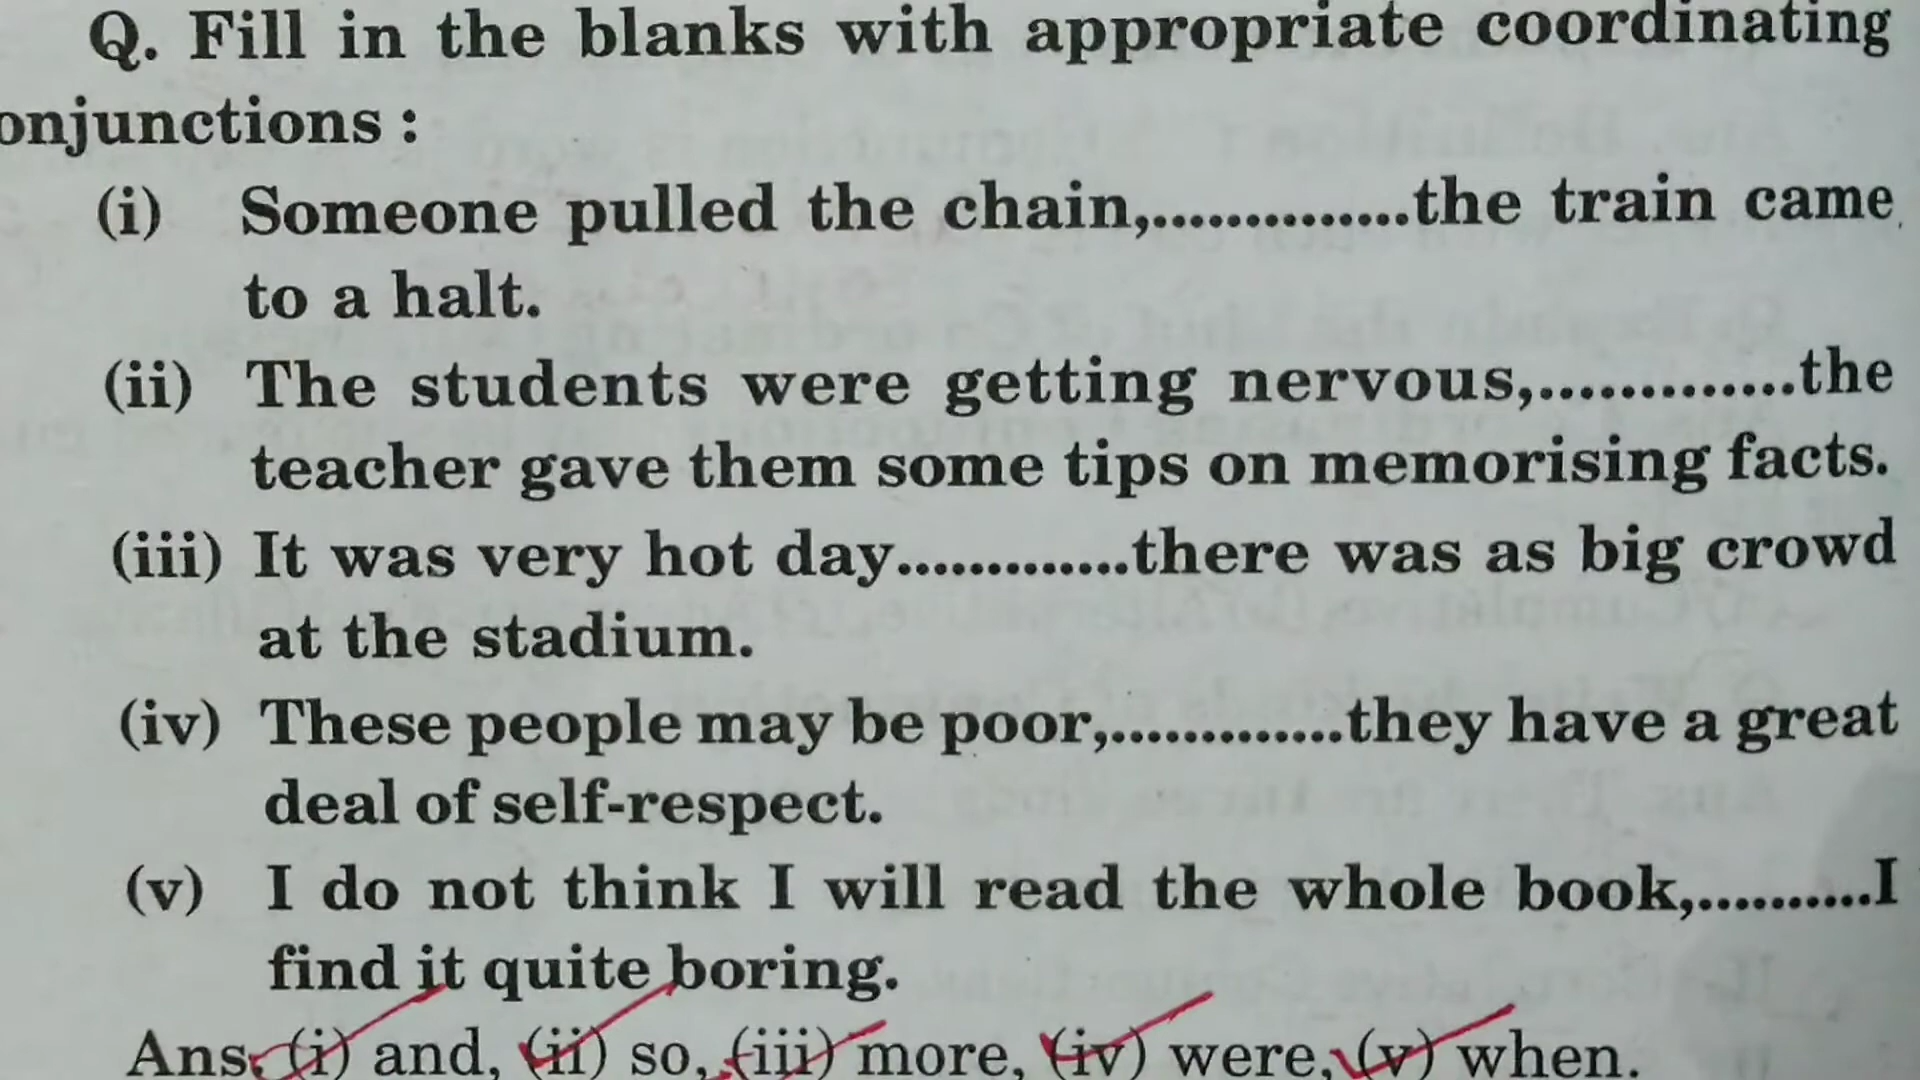 Q. Fill in the blanks with appropriate coordinating
onjunctions :
(i) Someone pulled the chain,..............the train came
to a halt.
(ii) The students were getting nervous,..............the
teacher gave them some tips on memorising facts.
(iii) It was very hot day.............there was as big crowd
at the stadium.
(iv) These people may be poor,.............they have a great
deal of self-respect.
(v) I do not think I will read the whole book,..........I
find it quite boring.
Ans. (i) and, (ii) so, (iii) more, (iv) were, (v) when.